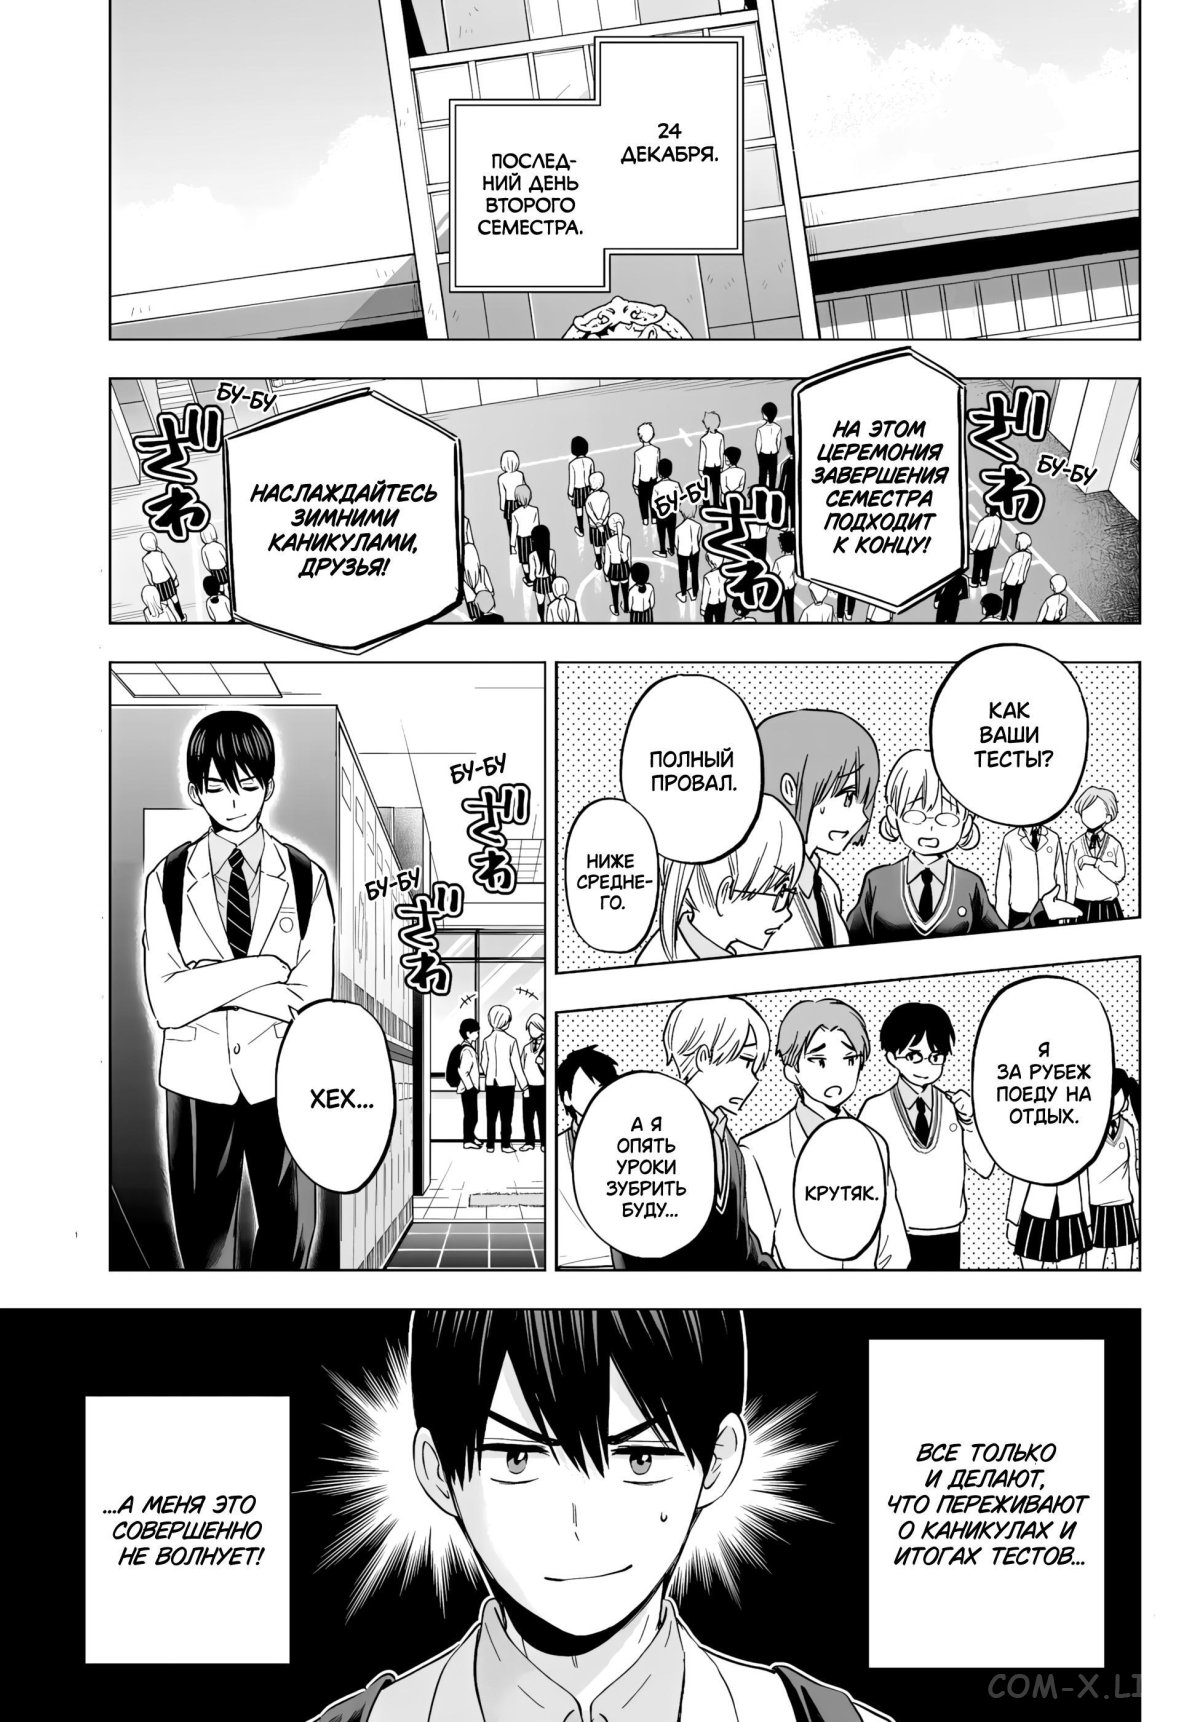 24
ДЕКАБРЯ.
ПОСЛЕД-
НИЙ ДЕНЬ
ВТОРОГО
СЕМЕСТРА.
БУ-БУ
ざわ
НА ЭТОМ
ЦЕРЕМОНИЯ
ЗАВЕРШЕНИЯ
СЕМЕСТРА
ПОДХОДИТ
К КОНЦУ!
БУ-БУ
ざわ
НАСЛАЖДАЙТЕСЬ
ЗИМНИМИ
КАНИКУЛАМИ,
ДРУЗЬЯ!
БУ-БУ
ざわ
КАК
ВАШИ
ТЕСТЫ?
ПОЛНЫЙ
ПРОВАЛ.
НИЖЕ
СРЕДНЕ-
ГО.
Я
ЗА РУБЕЖ
ПОЕДУ НА
ОТДЫХ.
КРУТЯК.
А Я
ОПЯТЬ
УРОКИ
ЗУБРИТЬ
БУДУ...
БУ-БУ
ざわ
БУ-БУ
ざわ
ХЕХ...
1
ВСЕ ТОЛЬКО
И ДЕЛАЮТ,
ЧТО ПЕРЕЖИВАЮТ
О КАНИКУЛАХ И
ИТОГАХ ТЕСТОВ...
...А МЕНЯ ЭТО
СОВЕРШЕННО
НЕ ВОЛНУЕТ!
COM-X.LI